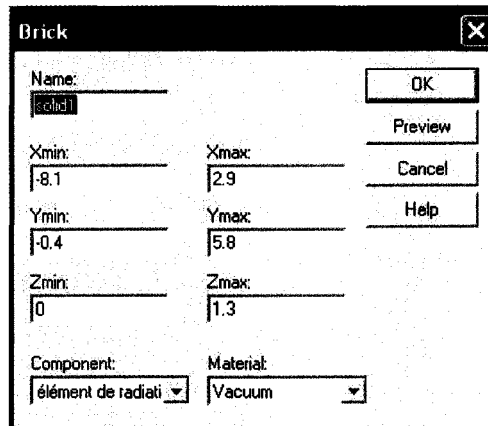 Brick
Name:
solid1
OK
Preview
Xmin:
Xmax:
-8.1
2.9
Cancel
Ymin:
Ymax:
Help
-0.4
5.8
Zmin:
Zmax:
0
1.3
Component:
Material:
élément de radiati
Vacuum